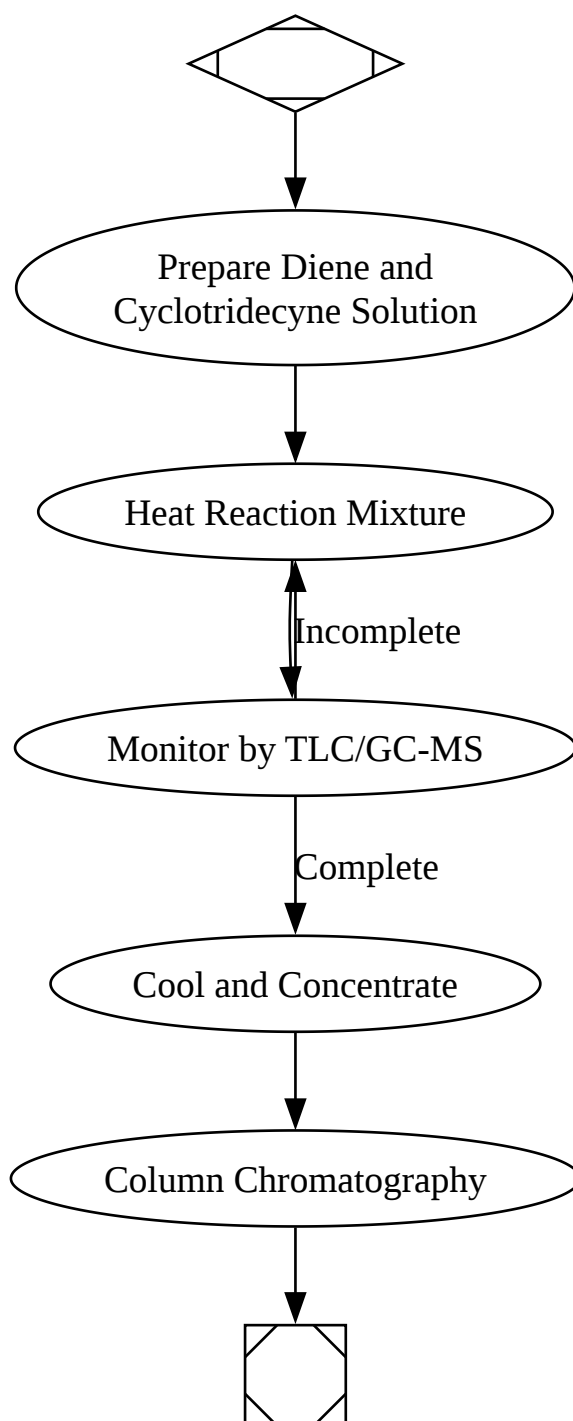 Prepare Diene and
Cyclotridecyne Solution
Heat Reaction Mixture
Incomplete
Monitor by TLC/GC-MS
Complete
Cool and Concentrate
Column Chromatography